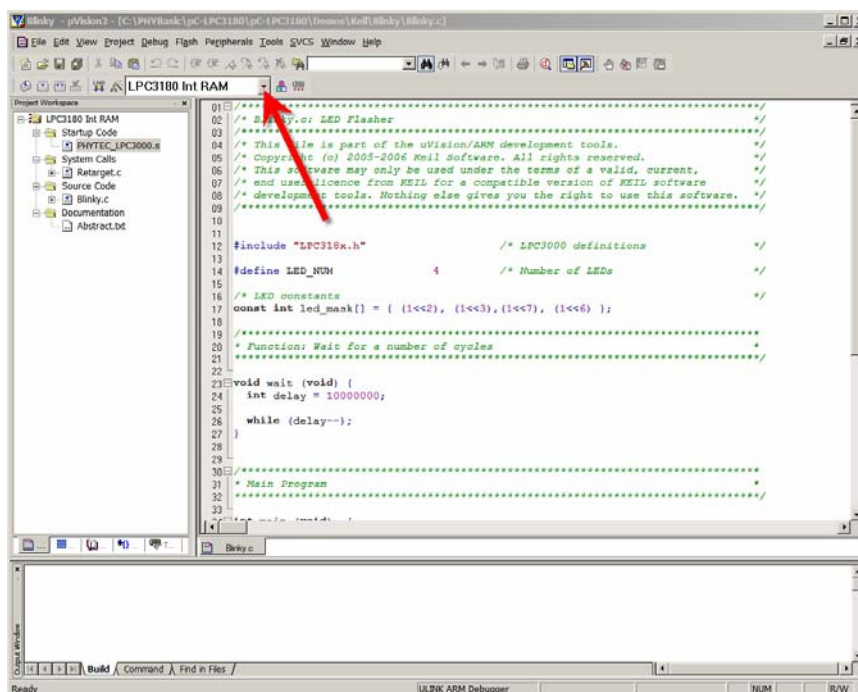 Blinky - µVision3 - [C:\PHYBasic\pC-LPC3180\pC-LPC3180\Demos\Keil\Blinky\Blinky.c]
File Edit View Project Debug Flash Peripherals Tools SVCS Window Help
LPC3180 Int RAM
Project Workspace
LPC3180 Int RAM
Startup Code
PHYTEC_LPC3000.s
System Calls
Retarget.c
Source Code
Blinky.c
Documentation
Abstract.txt
01 /******************************************************************************/
02 /* Blinky.c: LED Flasher */
03 /******************************************************************************/
04 /* This file is part of the uVision/ARM development tools. */
05 /* Copyright (c) 2005-2006 Keil Software. All rights reserved. */
06 /* This software may only be used under the terms of a valid, current, */
07 /* end user licence from KEIL for a compatible version of KEIL software */
08 /* development tools. Nothing else gives you the right to use this software. */
09 /******************************************************************************/
10
11
12 #include "LPC318x.h" /* LPC3000 definitions */
13
14 #define LED_NUM 4 /* Number of LEDs */
15
16 /* LED constants */
17 const int led_mask[] = { (1<<2), (1<<3),(1<<7), (1<<6) };
18
19 /******************************************************************************
20 * Function: Wait for a number of cycles *
21 ******************************************************************************/
22
23 void wait (void) {
24 int delay = 10000000;
25
26 while (delay--);
27 }
28
29
30 /******************************************************************************
31 * Main Program *
32 ******************************************************************************/
33
int main (void) {
Blinky.c
Output Window
Build Command Find in Files
Ready ULINK ARM Debugger NUM R/W